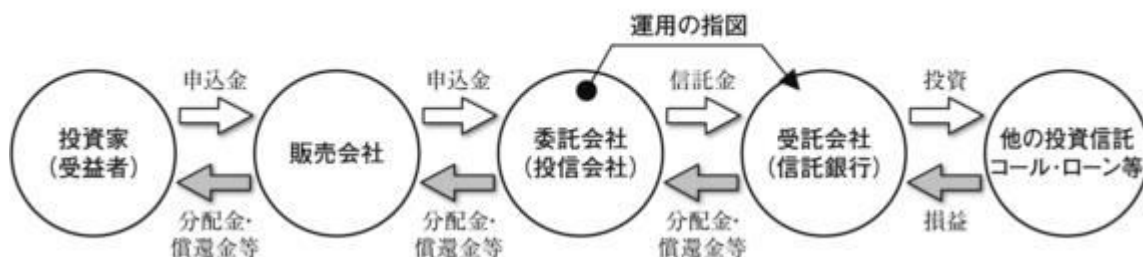 運用の指図
申込金
申込金
信託金
投資
投資家
(受益者)
販売会社
委託会社
(投信会社)
受託会社
(信託銀行)
他の投資信託
コール・ローン等
分配金・
償還金等
分配金・
償還金等
分配金・
償還金等
損益